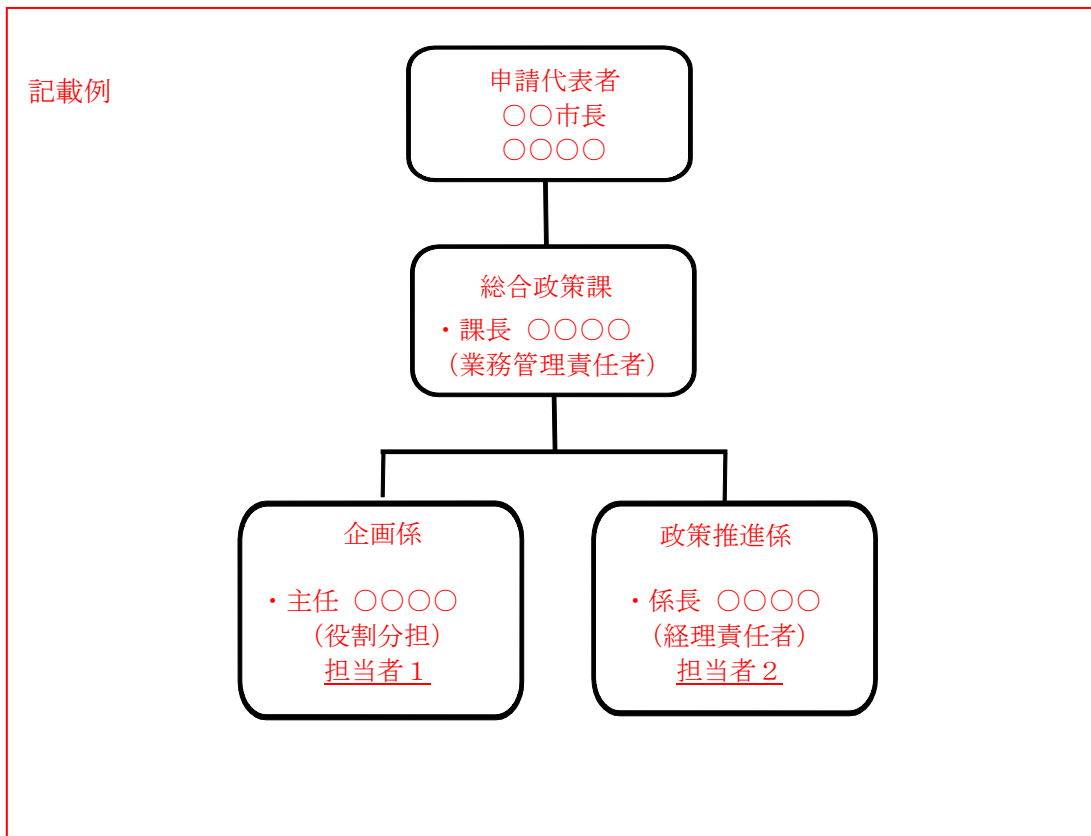 記載例
申請代表者
○○市長
○○○○
総合政策課
・課長 ○○○○
(業務管理責任者)
企画係
・主任 ○○○○
(役割分担)
担当者１
政策推進係
・係長 ○○○○
(経理責任者)
担当者２